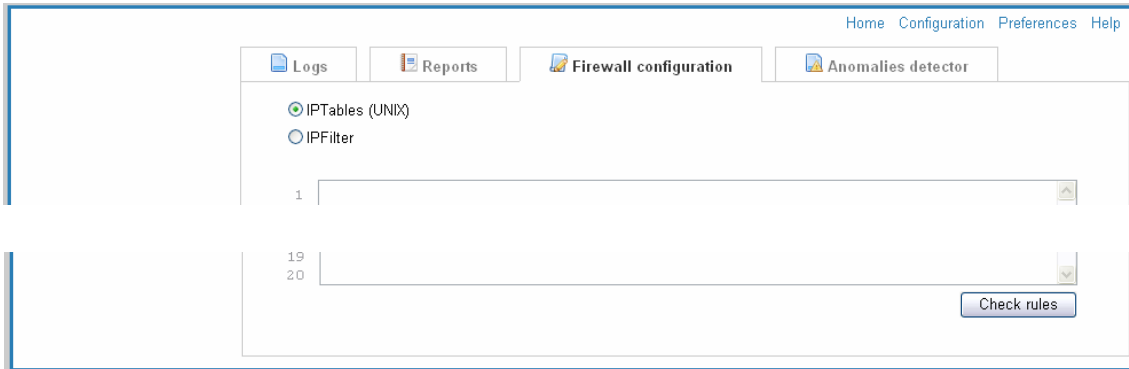 Home Configuration Preferences Help
Logs Reports Firewall configuration Anomalies detector
IPTables (UNIX)
IPFilter
1
19
20
Check rules